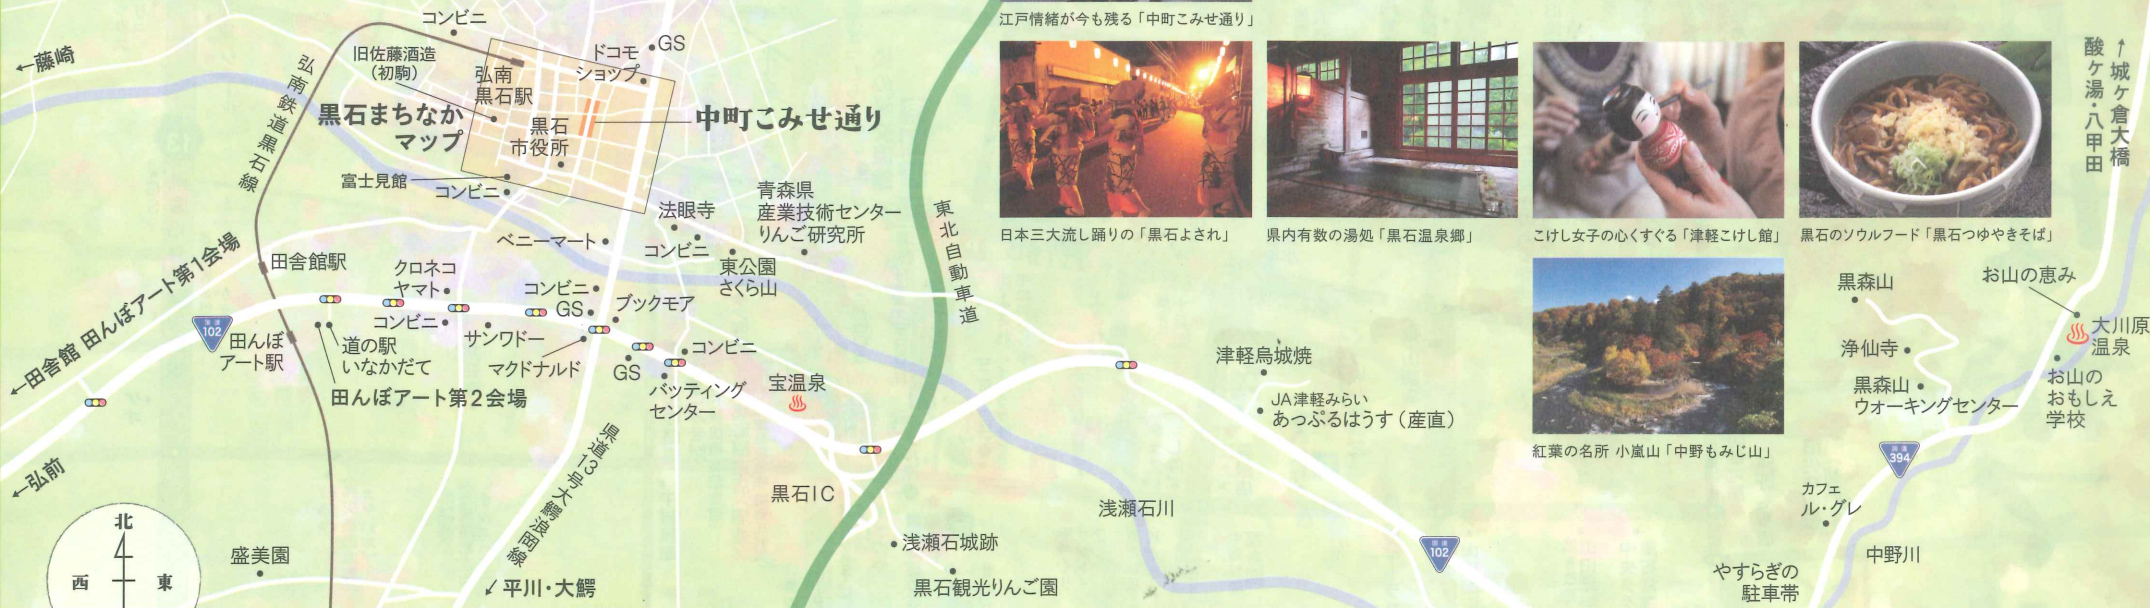 コンビニ
←藤崎
旧佐藤酒造
（初駒）
弘南
黒石駅
ドコモ
ショップ
GS
弘南鉄道黒石線
黒石まちなか
マップ
黒石
市役所
中町こみせ通り
富士見館
コンビニ
ベニーマート
法眼寺
コンビニ
青森県
産業技術センター
りんご研究所
東公園
さくら山
東北自動車道
←田舎館 田んぼアート第1会場
田舎館駅
クロネコ
ヤマト
コンビニ
GS
ブックモア
国道
102
田んぼ
アート駅
コンビニ
道の駅
いなかだて
サンワドー
マクドナルド
GS
コンビニ
バッティング
センター
宝温泉
田んぼアート第2会場
←弘前
県道13号大鰐浪岡線
黒石IC
北
西
東
盛美園
↙平川・大鰐
浅瀬石城跡
黒石観光りんご園
浅瀬石川
津軽烏城焼
JA津軽みらい
あっぷるはうす（産直）
国道
102
江戸情緒が今も残る「中町こみせ通り」
日本三大流し踊りの「黒石よされ」
県内有数の湯処「黒石温泉郷」
こけし女子の心くすぐる「津軽こけし館」
黒石のソウルフード「黒石つゆやきそば」
紅葉の名所 小嵐山「中野もみじ山」
↑城ヶ倉大橋
酸ヶ湯・八甲田
黒森山
お山の恵み
大川原
温泉
浄仙寺
黒森山
ウォーキングセンター
お山の
おもしえ
学校
国道
394
カフェ
ル・グレ
中野川
やすらぎの
駐車帯